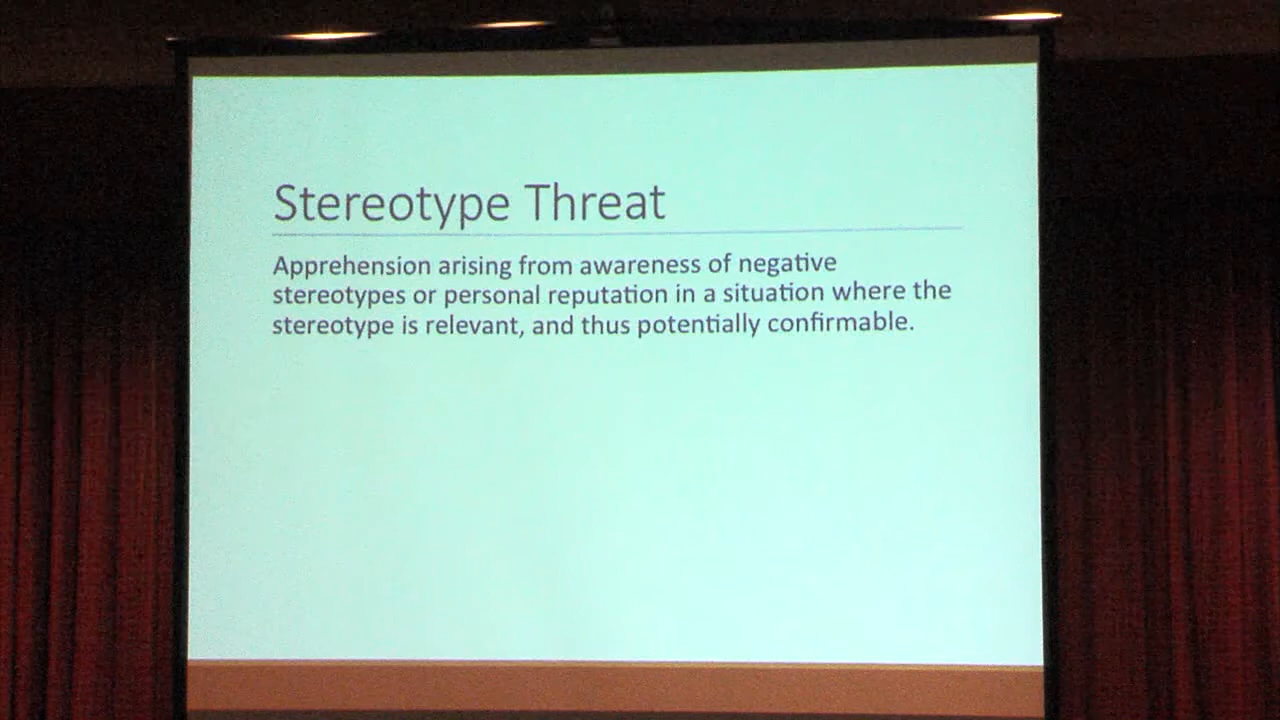 Stereotype Threat
Apprehension arising from awareness of negative
stereotypes or personal reputation in a situation where the
stereotype is relevant, and thus potentially confirmable.